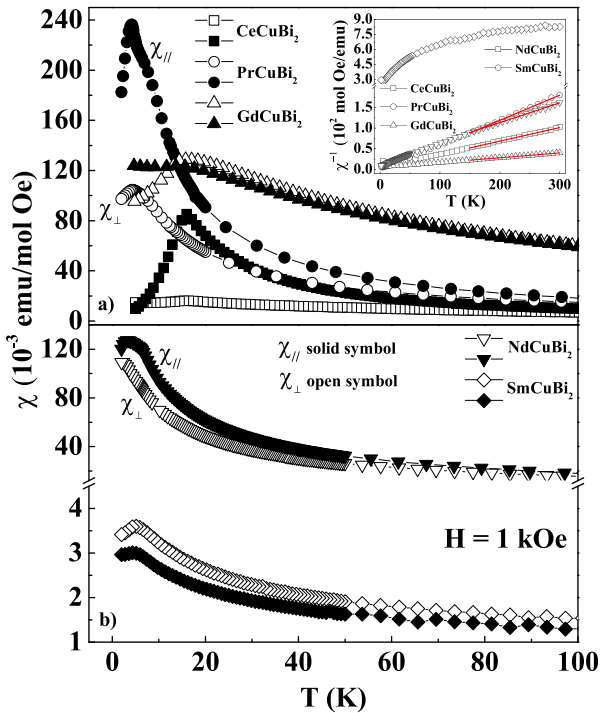 χ (10⁻³ emu/mol Oe)
240
200
160
120
80
40
0
a)
χ//
χ⊥
CeCuBi₂
PrCuBi₂
GdCuBi₂
9.0
7.5
6.0
4.5
3.0
1.5
1.0
0.5
0.0
χ⁻¹ (10² mol Oe/emu)
NdCuBi₂
SmCuBi₂
CeCuBi₂
PrCuBi₂
GdCuBi₂
0 100 200 300
T (K)
120
80
40
4
3
2
1
b)
χ//
χ⊥
χ// solid symbol
χ⊥ open symbol
NdCuBi₂
SmCuBi₂
H = 1 kOe
0 20 40 60 80 100
T (K)